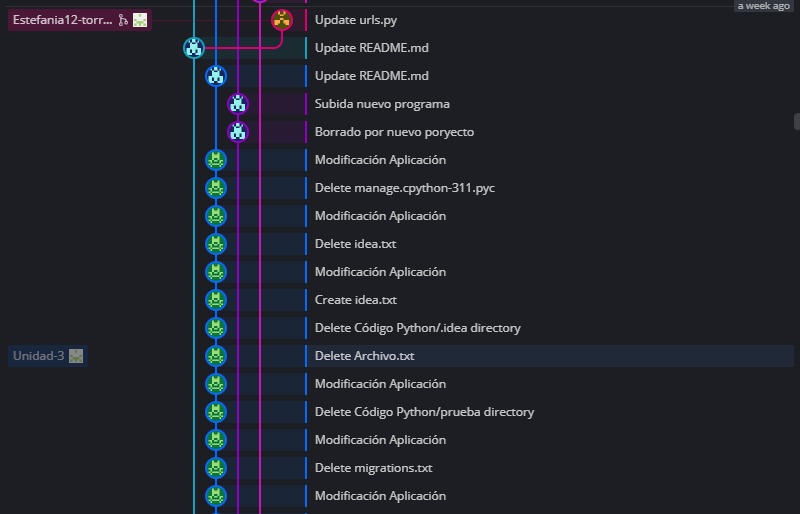 a week ago
Estefania12-torr... Update urls.py
Update README.md
Update README.md
Subida nuevo programa
Borrado por nuevo poryecto
Modificación Aplicación
Delete manage.cpython-311.pyc
Modificación Aplicación
Delete idea.txt
Modificación Aplicación
Create idea.txt
Delete Código Python/.idea directory
Unidad-3 Delete Archivo.txt
Modificación Aplicación
Delete Código Python/prueba directory
Modificación Aplicación
Delete migrations.txt
Modificación Aplicación